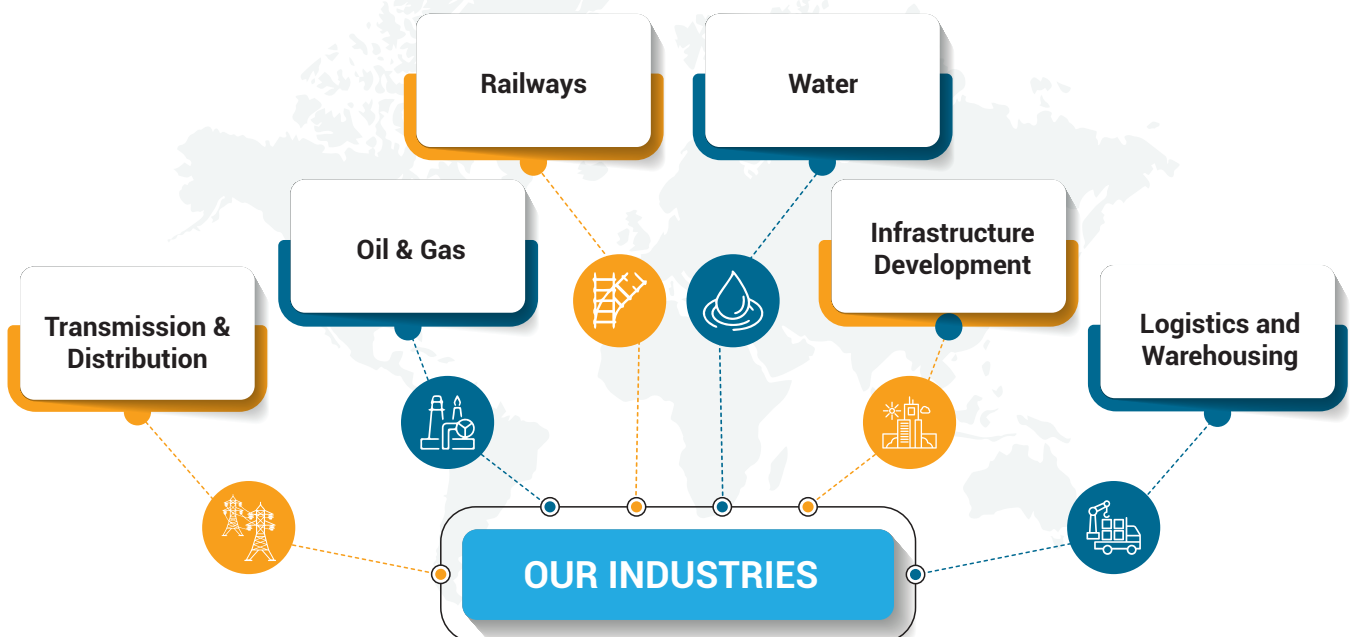 Railways
Water
Oil & Gas
Infrastructure
Development
Transmission &
Distribution
Logistics and
Warehousing
OUR INDUSTRIES